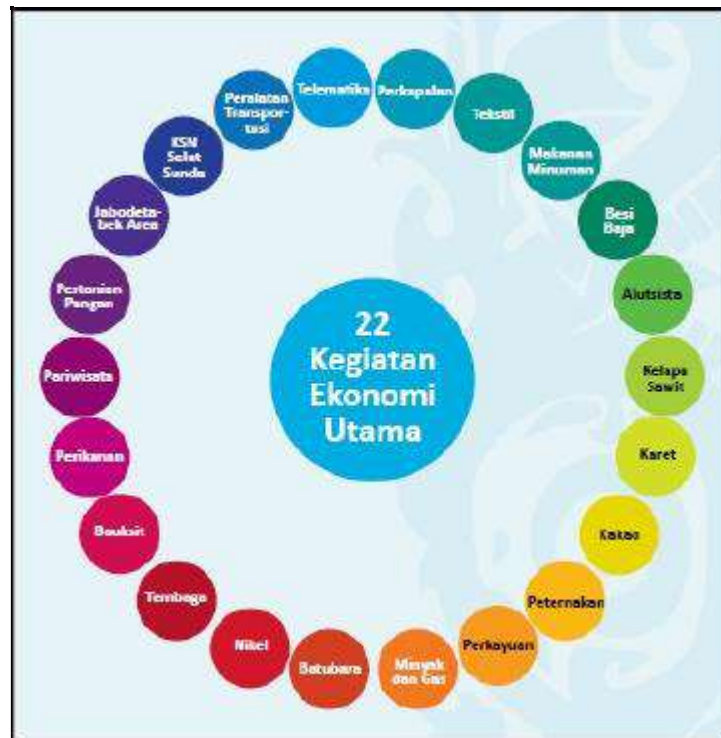 22
Kegiatan
Ekonomi
Utama
Telematika
Perkapalan
Tekstil
Makanan
Minuman
Besi
Baja
Alutsista
Kelapa
Sawit
Karet
Kakao
Peternakan
Perkayuan
Minyak
dan Gas
Batubara
Nikel
Tembaga
Bauksit
Perikanan
Pariwisata
Pertanian
Pangan
Jabodeta-
bek Area
KSN
Selat
Sunda
Peralatan
Transpor-
tasi